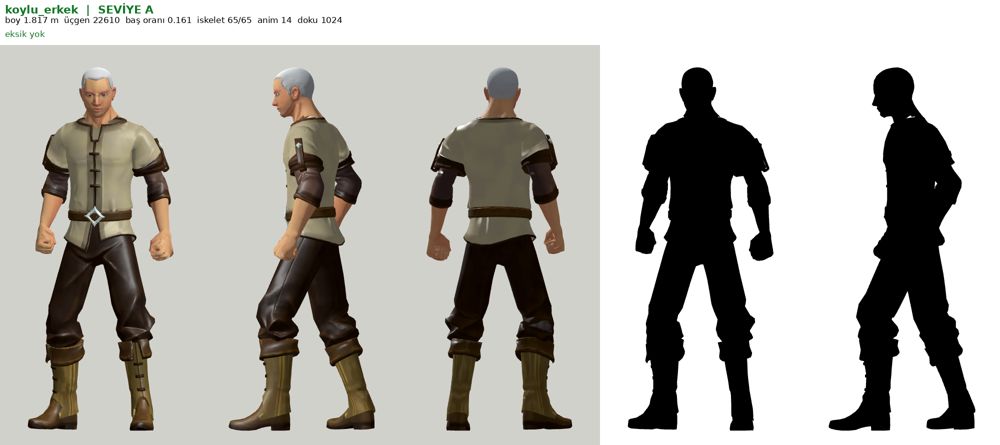 koylu_erkek | SEVİYE A
boy 1.817 m üçgen 22610 baş oranı 0.161 iskelet 65/65 anim 14 doku 1024
eksik yok